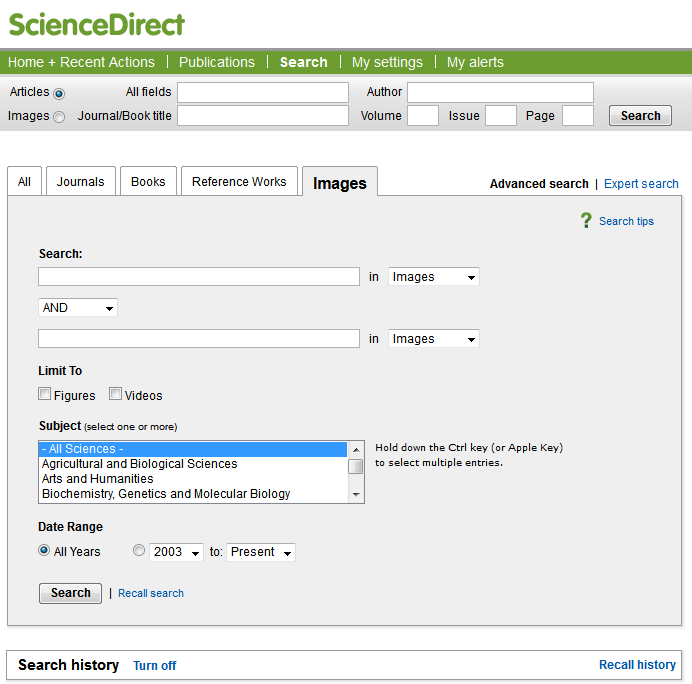 ScienceDirect
Home + Recent Actions | Publications | Search | My settings | My alerts
Articles All fields Author
Images Journal/Book title Volume Issue Page Search
All Journals Books Reference Works Images Advanced search | Expert search
? Search tips
Search:
in Images
AND
in Images
Limit To
Figures Videos
Subject (select one or more)
- All Sciences -
Agricultural and Biological Sciences
Arts and Humanities
Biochemistry, Genetics and Molecular Biology
Hold down the Ctrl key (or Apple Key)
to select multiple entries.
Date Range
All Years 2003 to: Present
Search | Recall search
Search history Turn off Recall history